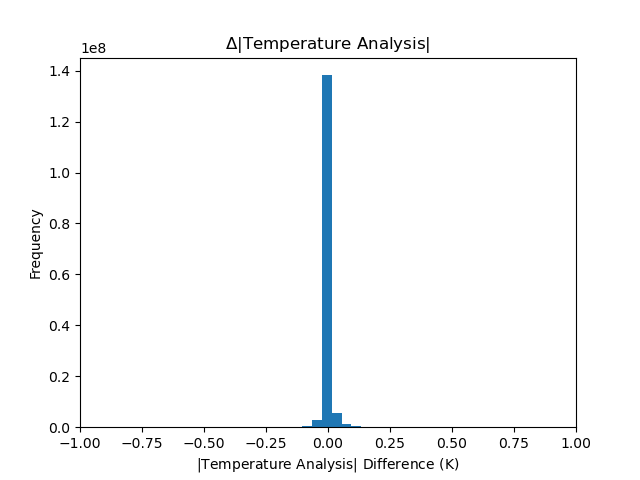 Δ|Temperature Analysis|
1e8
1.4
1.2
1.0
0.8
0.6
0.4
0.2
0.0
Frequency
−1.00 −0.75 −0.50 −0.25 0.00 0.25 0.50 0.75 1.00
|Temperature Analysis| Difference (K)